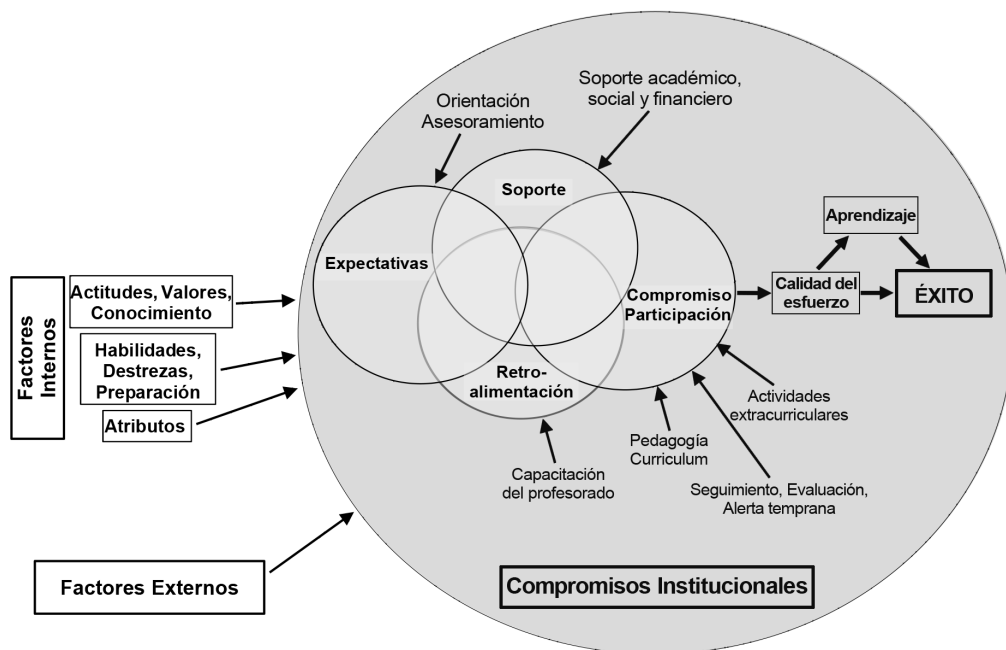 Soporte académico,
social y financiero
Orientación
Asesoramiento
Soporte
Expectativas
Compromiso
Participación
Retro-
alimentación
Aprendizaje
Calidad del
esfuerzo
ÉXITO
Factores
Internos
Actitudes, Valores,
Conocimiento
Habilidades,
Destrezas,
Preparación
Atributos
Actividades
extracurriculares
Pedagogía
Curriculum
Capacitación
del profesorado
Seguimiento, Evaluación,
Alerta temprana
Factores Externos
Compromisos Institucionales